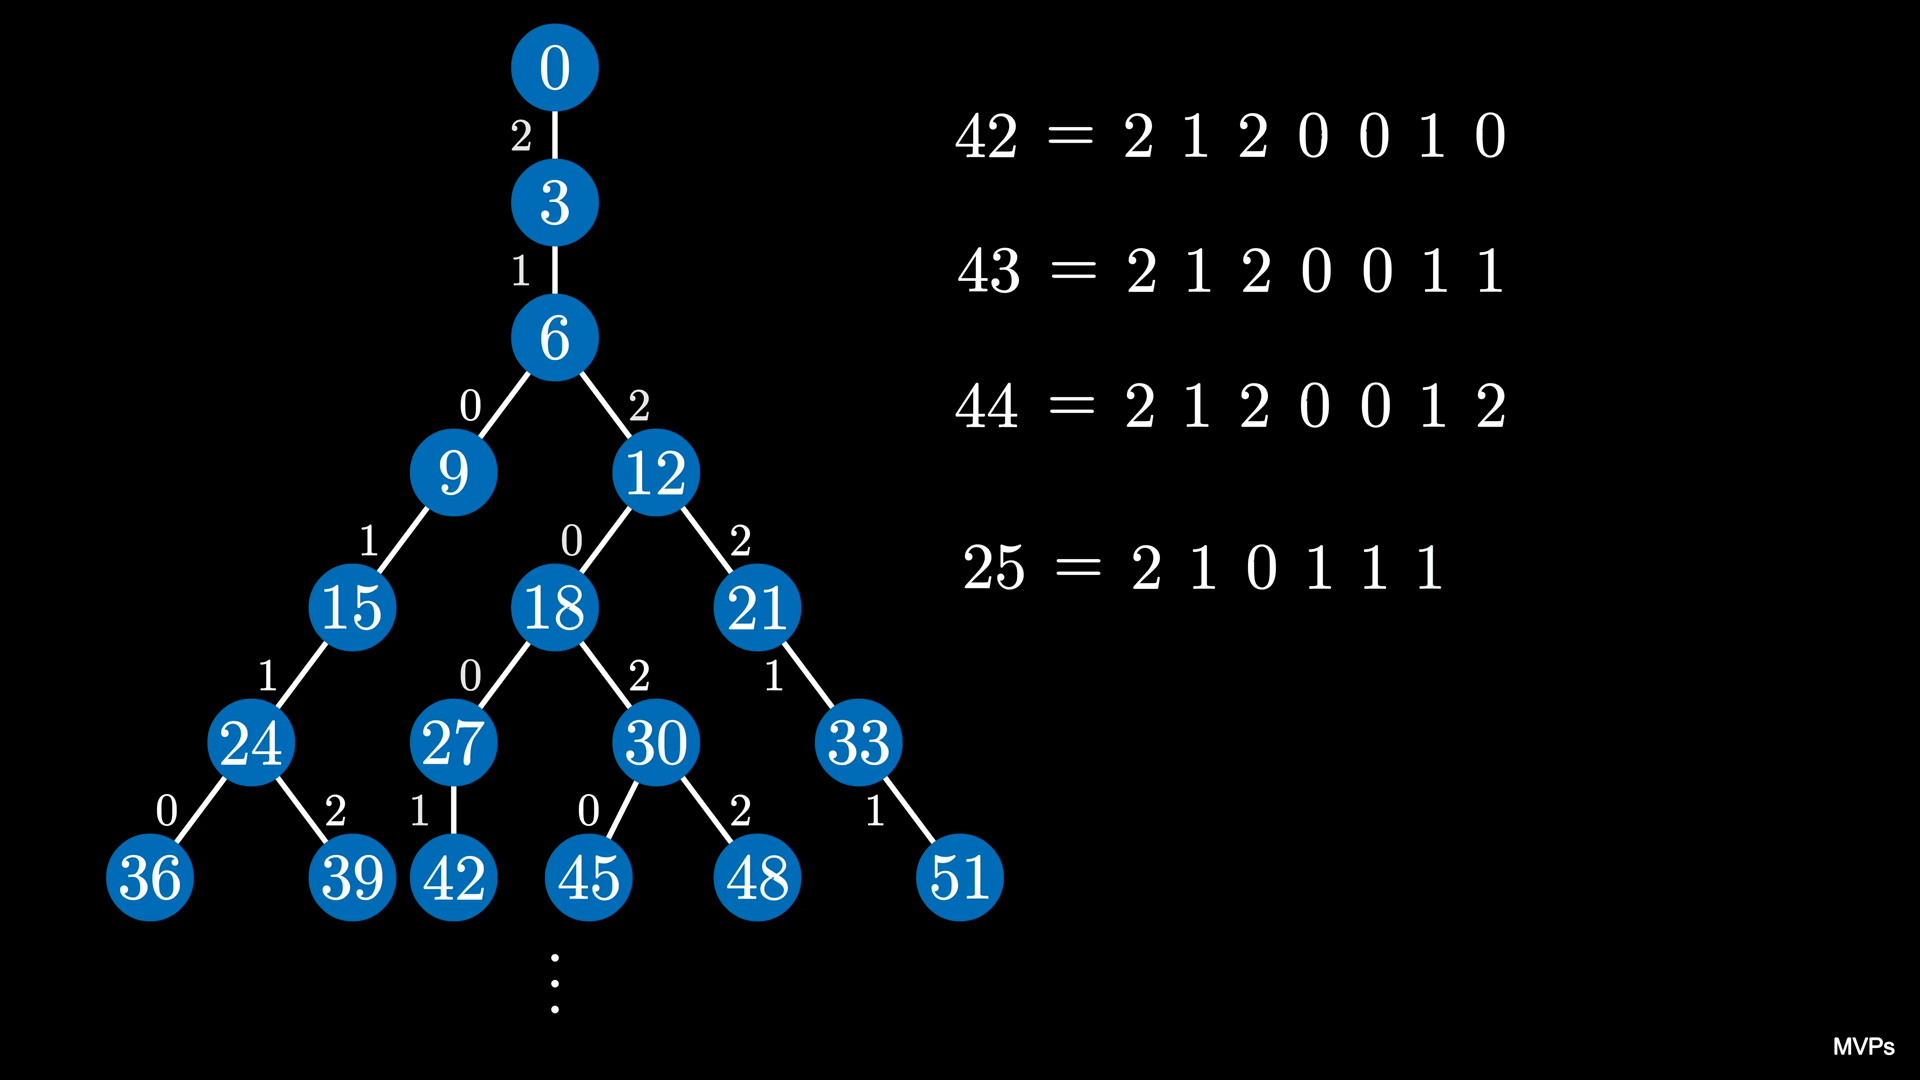 0
2
3
1
6
0 2
9 12
1 0 2
15 18 21
1 0 2 1
24 27 30 33
0 2 1 0 2 1
36 39 42 45 48 51
⋮
42 = 2 1 2 0 0 1 0
43 = 2 1 2 0 0 1 1
44 = 2 1 2 0 0 1 2
25 = 2 1 0 1 1 1
MVPs